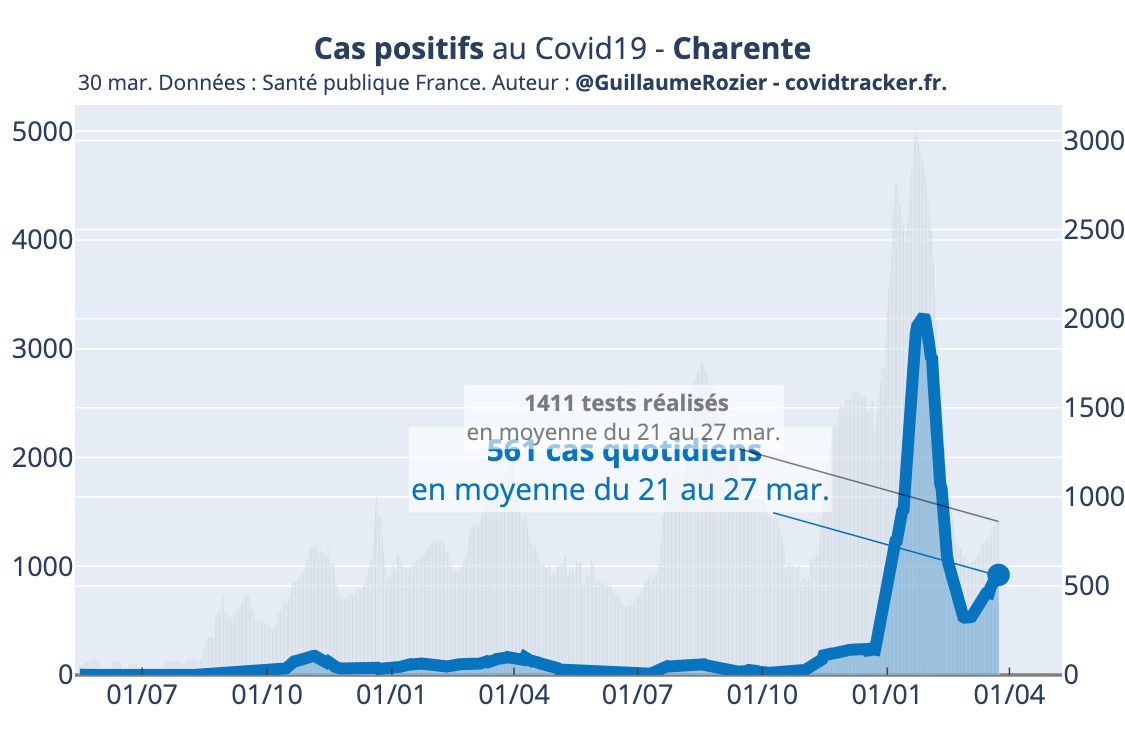 Cas positifs au Covid19 - Charente
30 mar. Données : Santé publique France. Auteur : @GuillaumeRozier - covidtracker.fr.
5000
4000
3000
2000
1000
0
3000
2500
2000
1500
1000
500
0
1411 tests réalisés
en moyenne du 21 au 27 mar.
561 cas quotidiens
en moyenne du 21 au 27 mar.
01/07 01/10 01/01 01/04 01/07 01/10 01/01 01/04